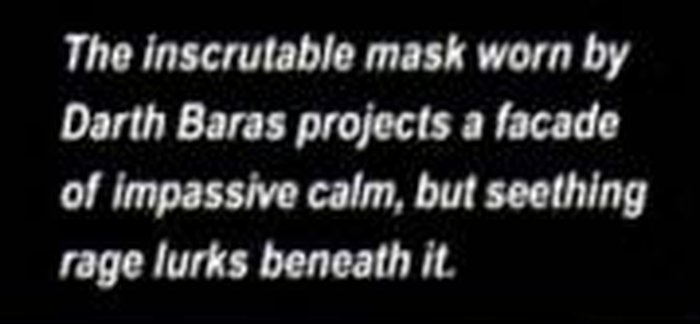 The inscrutable mask worn by
Darth Baras projects a facade
of impassive calm, but seething
rage lurks beneath it.